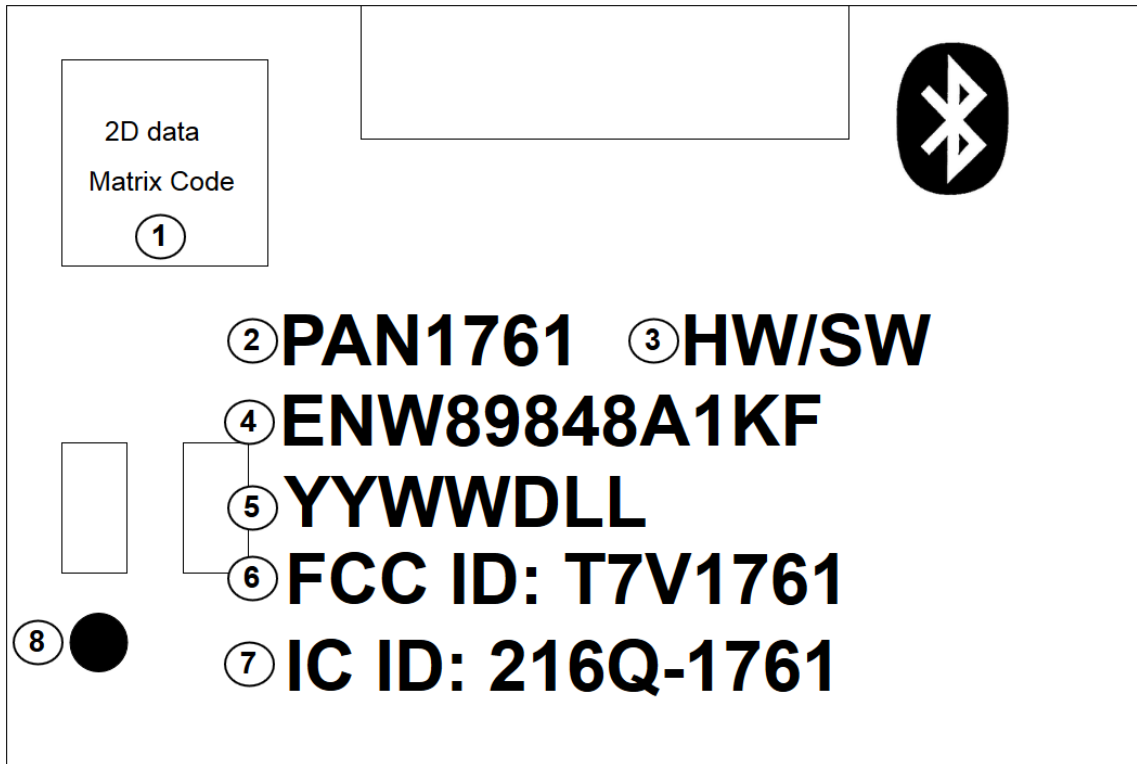 2D data
Matrix Code
1
2 PAN1761 3 HW/SW
4 ENW89848A1KF
5 YYWWDLL
6 FCC ID: T7V1761
8
7 IC ID: 216Q-1761